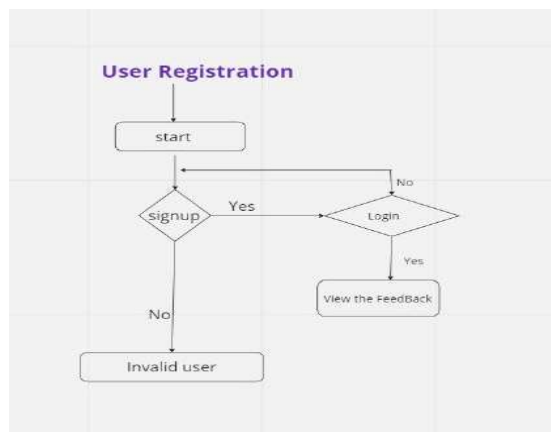 User Registration
start
No
signup
Yes
Login
Yes
View the FeedBack
No
Invalid user